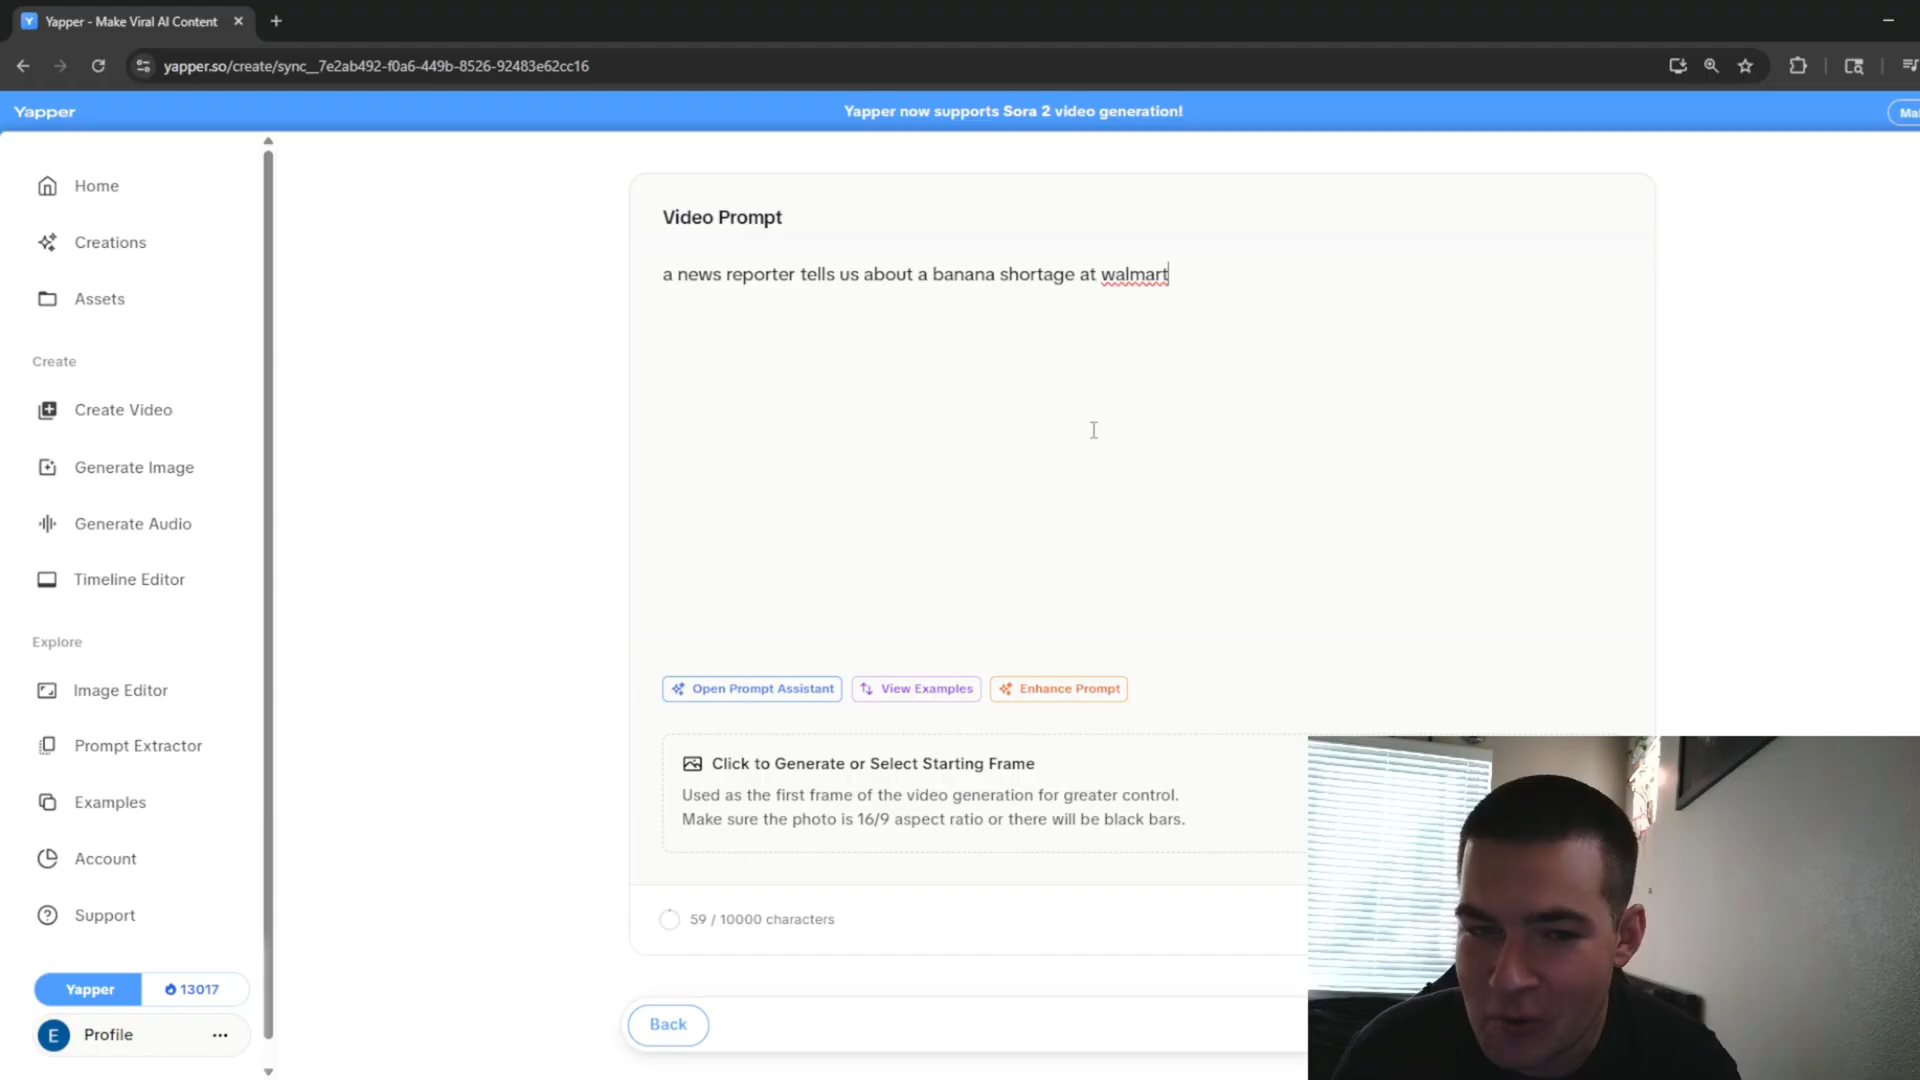 Yapper - Make Viral AI Content
yapper.so/create/sync__7e2ab492-f0a6-449b-8526-92483e62cc16
Yapper
Yapper now supports Sora 2 video generation!
Home
Creations
Assets
Create
Create Video
Generate Image
Generate Audio
Timeline Editor
Explore
Image Editor
Prompt Extractor
Examples
Account
Support
Yapper
13017
E
Profile
Video Prompt
a news reporter tells us about a banana shortage at walmart
Open Prompt Assistant
View Examples
Enhance Prompt
Click to Generate or Select Starting Frame
Used as the first frame of the video generation for greater control.
Make sure the photo is 16/9 aspect ratio or there will be black bars.
59 / 10000 characters
Back